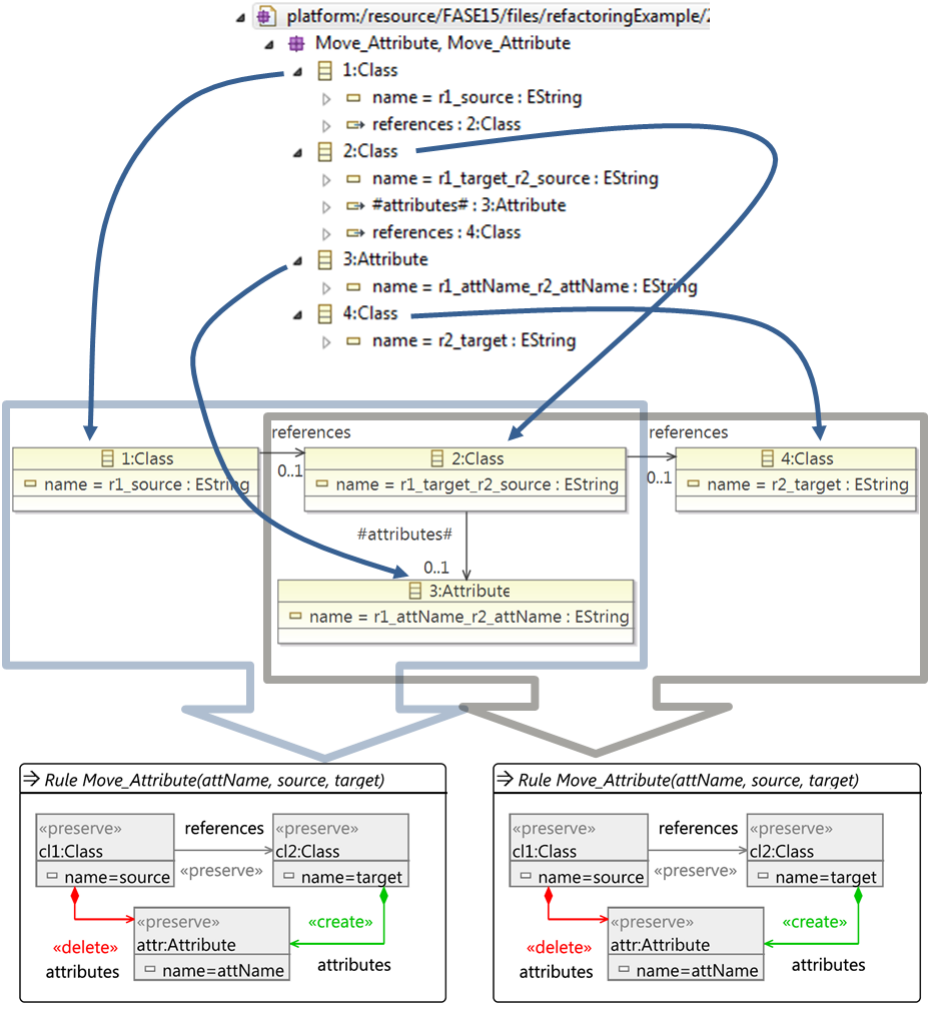 platform:/resource/FASE15/files/refactoringExample/
Move_Attribute, Move_Attribute
1:Class
name = r1_source : EString
references : 2:Class
2:Class
name = r1_target_r2_source : EString
#attributes# : 3:Attribute
references : 4:Class
3:Attribute
name = r1_attName_r2_attName : EString
4:Class
name = r2_target : EString
references
references
1:Class
2:Class
4:Class
0..1
0..1
name = r1_source : EString
name = r1_target_r2_source : EString
name = r2_target : EString
#attributes#
0..1
3:Attribute
name = r1_attName_r2_attName : EString
Rule Move_Attribute(attName, source, target)
«preserve»
references
«preserve»
cl1:Class
cl2:Class
«preserve»
name=source
name=target
«preserve»
«create»
«delete»
attr:Attribute
attributes
attributes
name=attName
Rule Move_Attribute(attName, source, target)
«preserve»
references
«preserve»
cl1:Class
cl2:Class
«preserve»
name=source
name=target
«preserve»
«create»
«delete»
attr:Attribute
attributes
attributes
name=attName